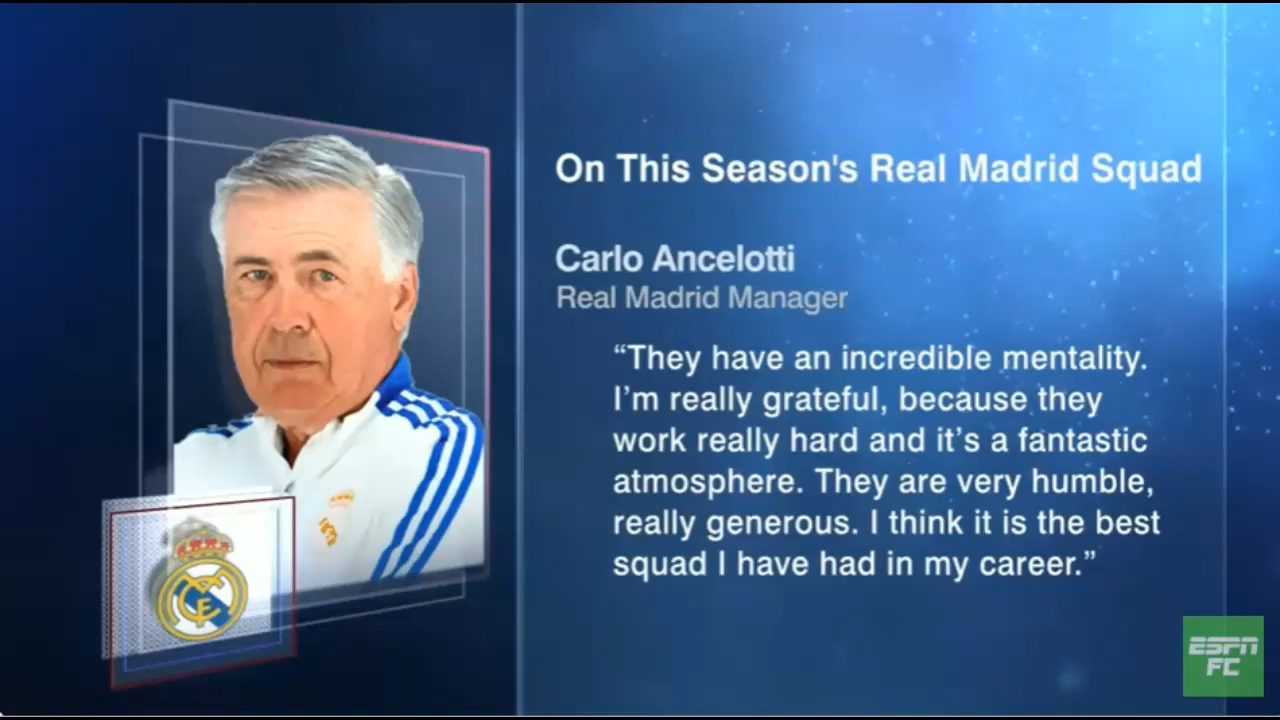 On This Season's Real Madrid Squad
Carlo Ancelotti
Real Madrid Manager
“They have an incredible mentality.
I’m really grateful, because they
work really hard and it’s a fantastic
atmosphere. They are very humble,
really generous. I think it is the best
squad I have had in my career.”
ESPN
FC